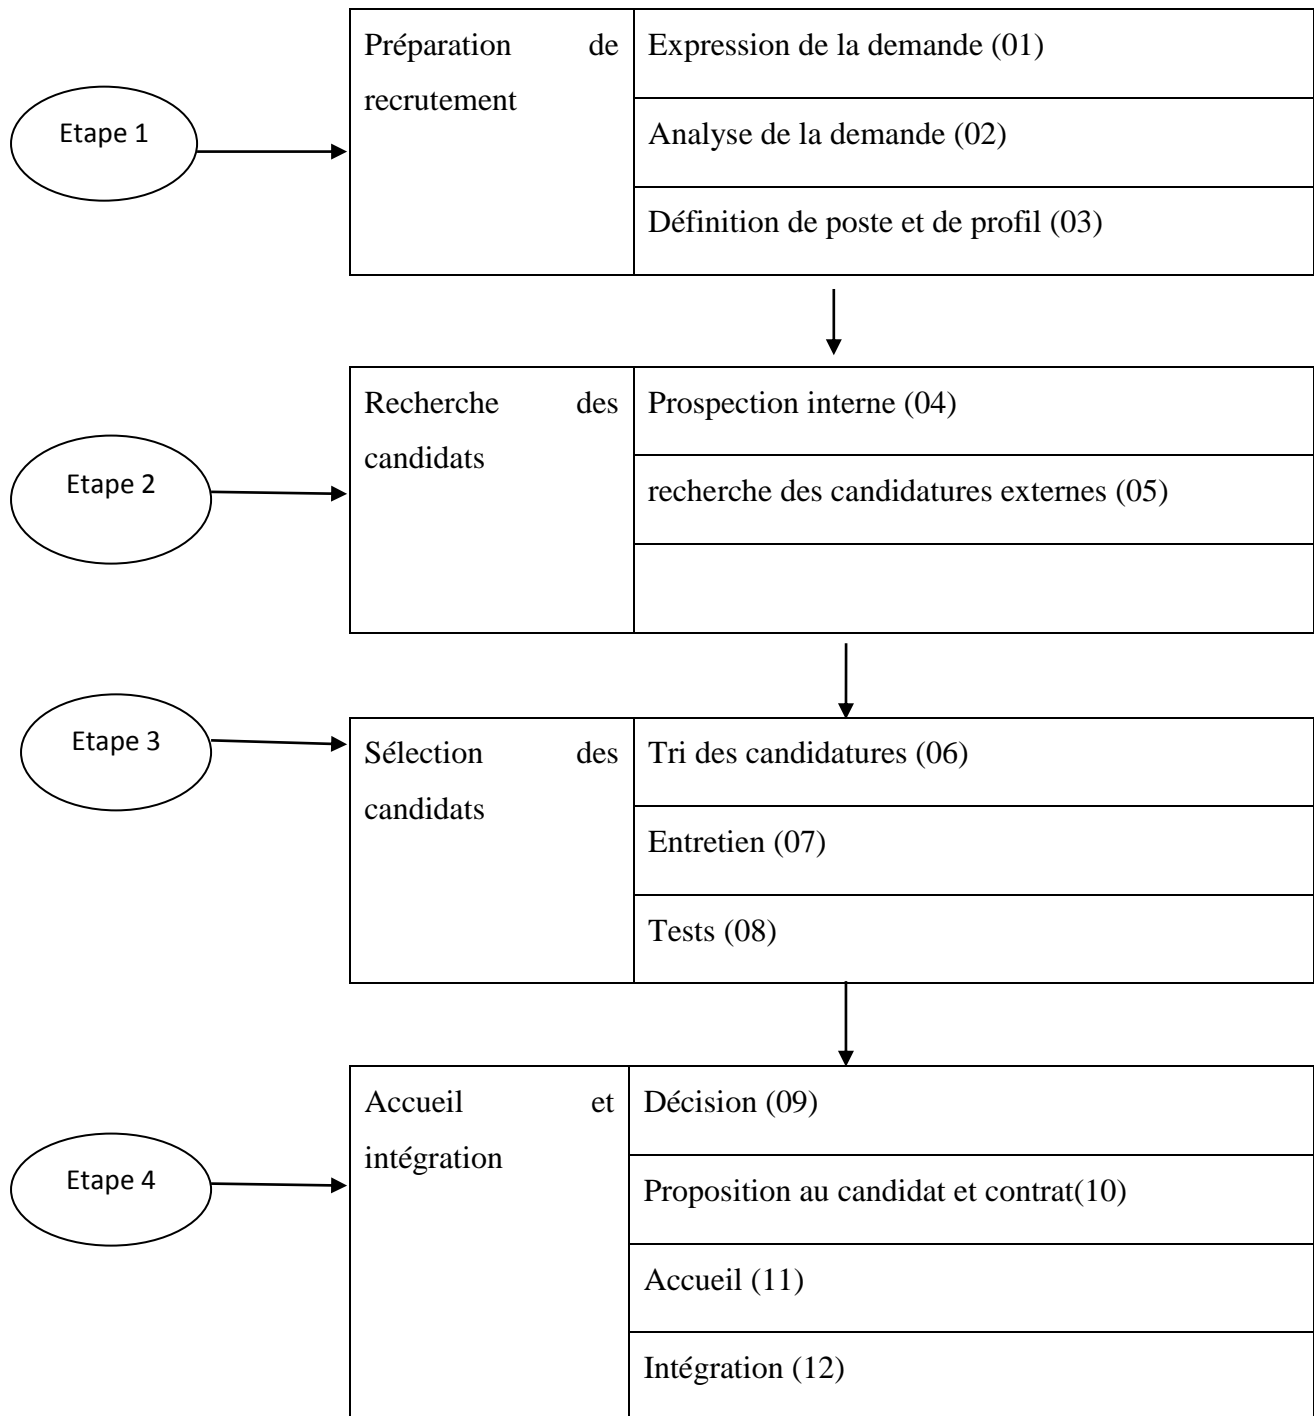 Etape 1
Préparation de
recrutement
Expression de la demande (01)
Analyse de la demande (02)
Définition de poste et de profil (03)
Etape 2
Recherche des
candidats
Prospection interne (04)
recherche des candidatures externes (05)
Etape 3
Sélection des
candidats
Tri des candidatures (06)
Entretien (07)
Tests (08)
Etape 4
Accueil et
intégration
Décision (09)
Proposition au candidat et contrat(10)
Accueil (11)
Intégration (12)